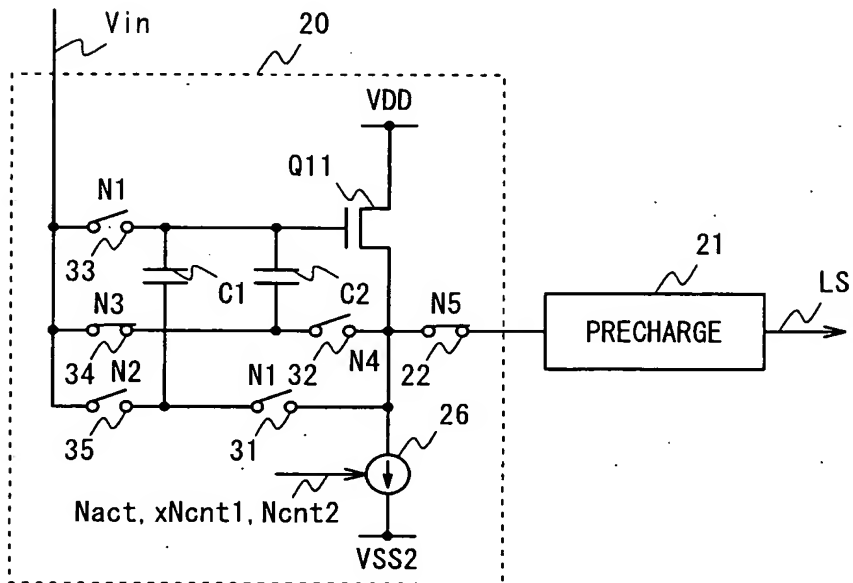 Vin
20
VDD
Q11
N1
33
C1
C2
N5
21
LS
N3
PRECHARGE
34
N2
32
N4
22
N1
35
31
26
Nact, xNcnt1, Ncnt2
VSS2